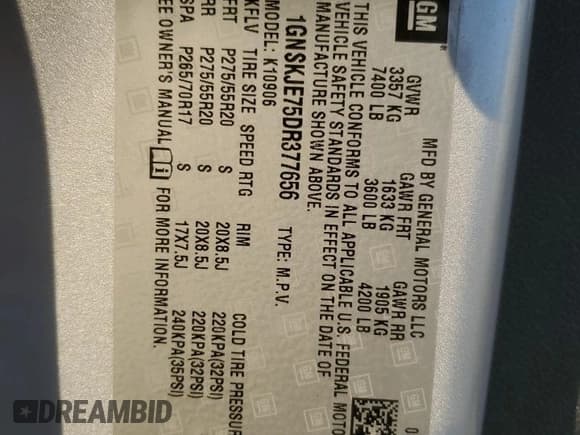 GM
MFD BY GENERAL MOTORS LLC
GVWR GAWR FRT GAWR RR
3357 KG 1633 KG 1905 KG
7400 LB 3600 LB 4200 LB
THIS VEHICLE CONFORMS TO ALL APPLICABLE U.S. FEDERAL MOTO
VEHICLE SAFETY STANDARDS IN EFFECT ON THE DATE OF
MANUFACTURE SHOWN ABOVE.
1GNSKJE75DR377656 TYPE: M.P.V.
MODEL: K10906
KFLV TIRE SIZE SPEED RTG RIM COLD TIRE PRESSUR
FRT P275/55R20 S 20X8.5J 220KPA(32PSI)
RR P275/55R20 S 20X8.5J 220KPA(32PSI)
SPA P265/70R17 S 17X7.5J 240KPA(35PSI)
EE OWNER'S MANUAL FOR MORE INFORMATION.
DREAMBID